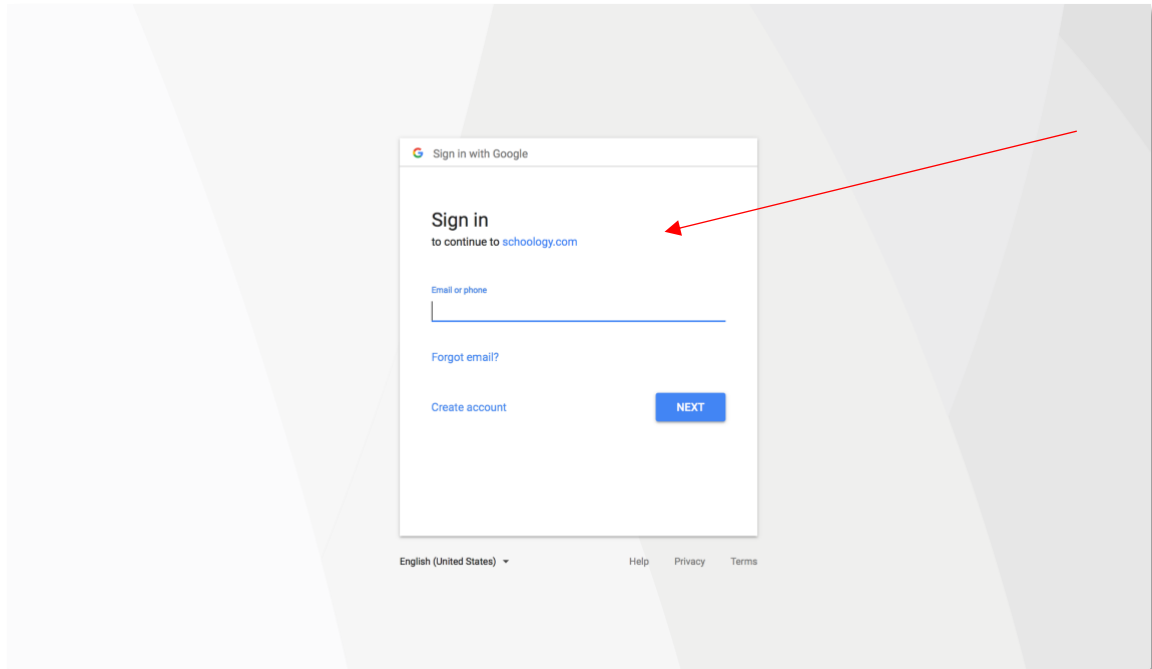 Sign in with Google
Sign in
to continue to schoology.com
Email or phone
Forgot email?
Create account
NEXT
English (United States)
Help Privacy Terms